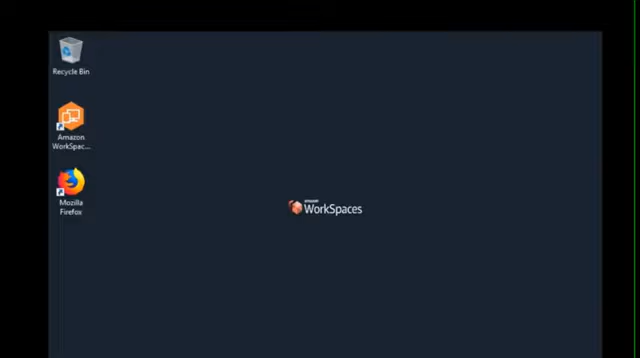 Recycle Bin
Amazon
WorkSpac...
Mozilla
Firefox
amazon
WorkSpaces